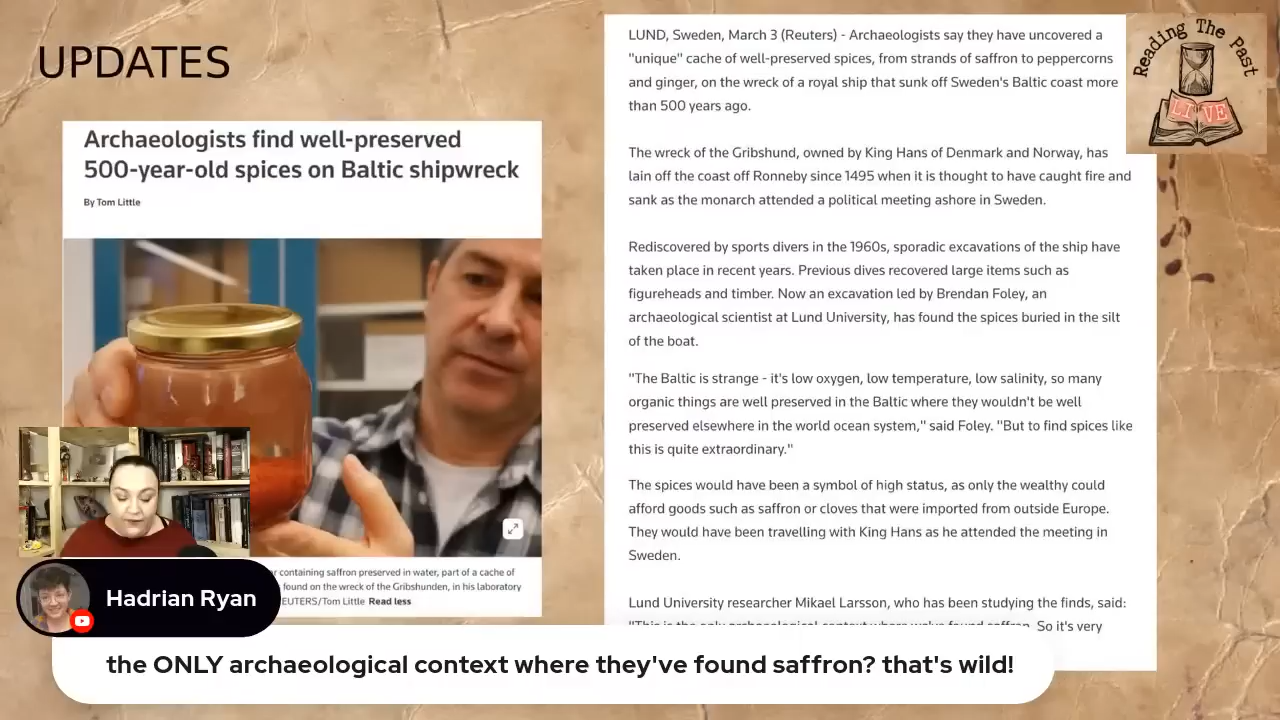 UPDATES
Archaeologists find well-preserved
500-year-old spices on Baltic shipwreck
By Tom Little
containing saffron preserved in water, part of a cache of
found on the wreck of the Gribshunden, in his laboratory
/Tom Little Read less
LUND, Sweden, March 3 (Reuters) - Archaeologists say they have uncovered a
"unique" cache of well-preserved spices, from strands of saffron to peppercorns
and ginger, on the wreck of a royal ship that sunk off Sweden's Baltic coast more
than 500 years ago.
The wreck of the Gribshund, owned by King Hans of Denmark and Norway, has
lain off the coast off Ronneby since 1495 when it is thought to have caught fire and
sank as the monarch attended a political meeting ashore in Sweden.
Rediscovered by sports divers in the 1960s, sporadic excavations of the ship have
taken place in recent years. Previous dives recovered large items such as
figureheads and timber. Now an excavation led by Brendan Foley, an
archaeological scientist at Lund University, has found the spices buried in the silt
of the boat.
"The Baltic is strange - it's low oxygen, low temperature, low salinity, so many
organic things are well preserved in the Baltic where they wouldn't be well
preserved elsewhere in the world ocean system," said Foley. "But to find spices like
this is quite extraordinary."
The spices would have been a symbol of high status, as only the wealthy could
afford goods such as saffron or cloves that were imported from outside Europe.
They would have been travelling with King Hans as he attended the meeting in
Sweden.
Lund University researcher Mikael Larsson, who has been studying the finds, said:
"This is the only archaeological context where we've found saffron. So it's very
Reading The Past
LIVE
Hadrian Ryan
the ONLY archaeological context where they've found saffron? that's wild!